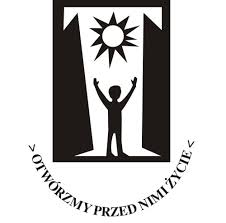 > OTWÓRZMY PRZED NIMI ŻYCIE <